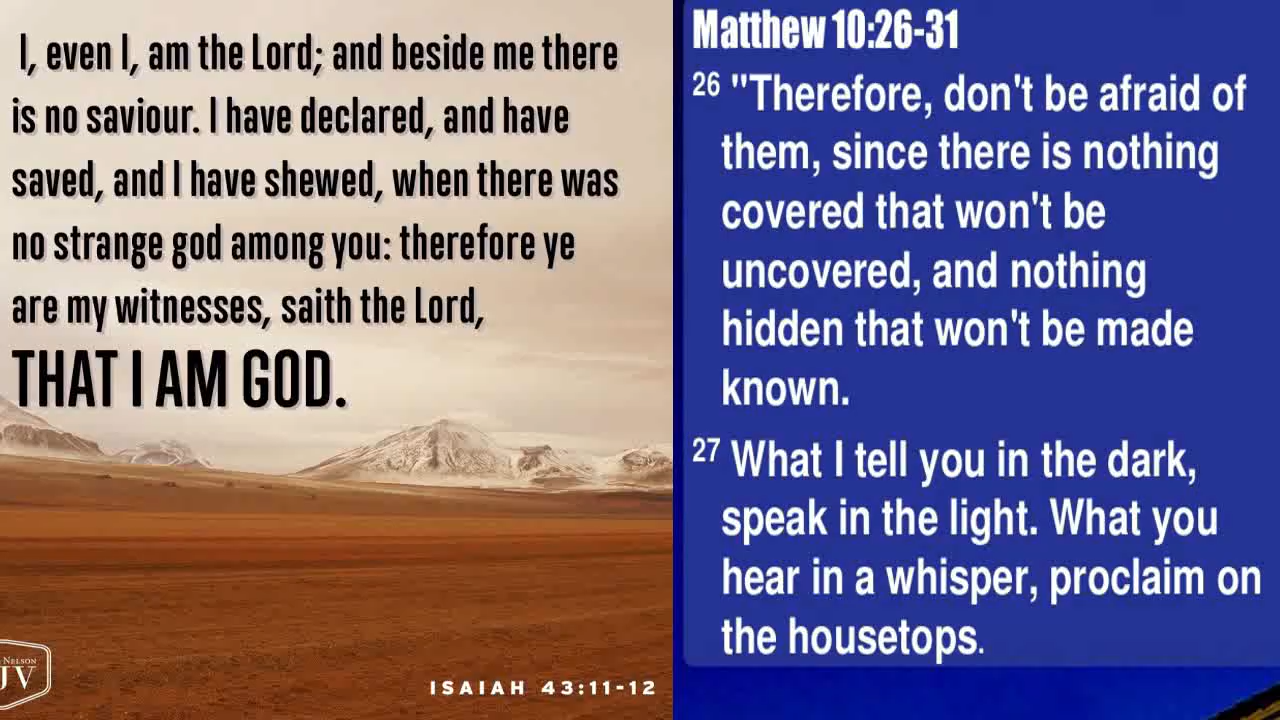 I, even I, am the Lord; and beside me there
is no saviour. I have declared, and have
saved, and I have shewed, when there was
no strange god among you: therefore ye
are my witnesses, saith the Lord,
THAT I AM GOD.
NELSON
JV
ISAIAH 43:11-12
Matthew 10:26-31
26 "Therefore, don't be afraid of
them, since there is nothing
covered that won't be
uncovered, and nothing
hidden that won't be made
known.
27 What I tell you in the dark,
speak in the light. What you
hear in a whisper, proclaim on
the housetops.